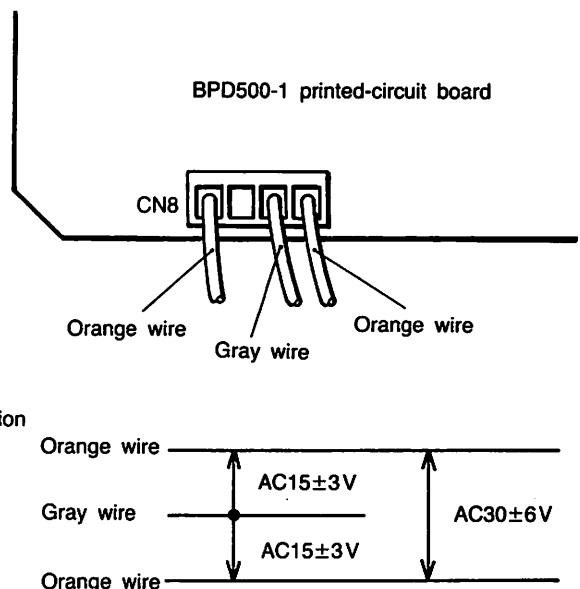 BPD500-1 printed-circuit board
CN8
Orange wire
Gray wire
Orange wire
tion
Orange wire
AC15±3V
Gray wire
AC30±6V
AC15±3V
Orange wire